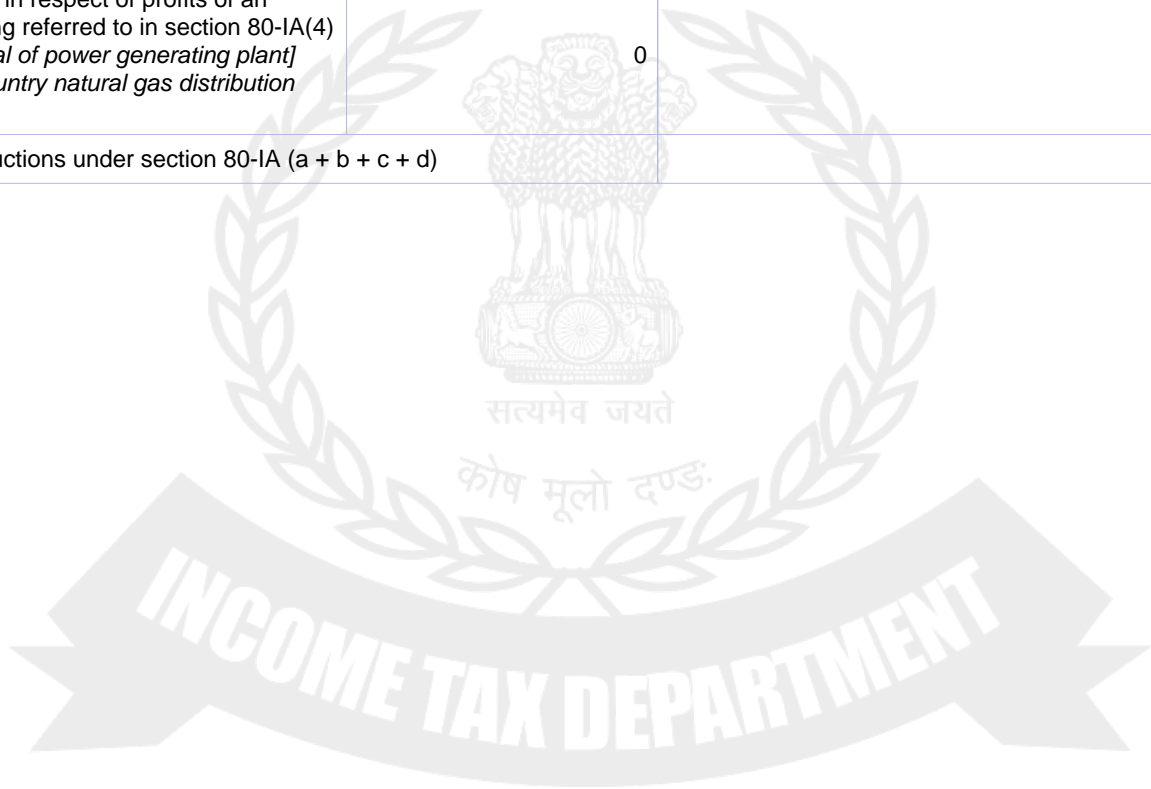 in respect of profits of an
ng referred to in section 80-IA(4)
al of power generating plant]
0
untry natural gas distribution
uctions under section 80-IA (a + b + c + d)
सत्यमेव जयते
कोष मूलो दण्डः
INCOME TAX DEPARTMENT